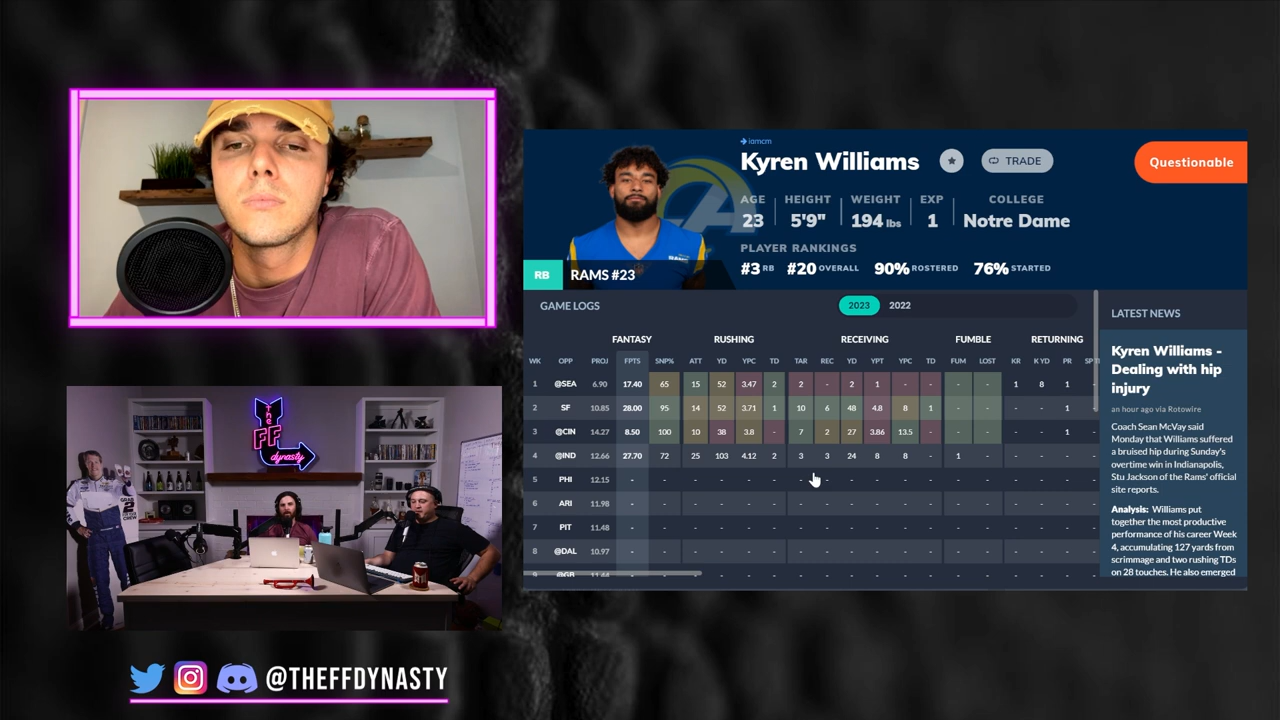 iamcm
Kyren Williams
TRADE
Questionable
AGE HEIGHT WEIGHT EXP COLLEGE
23 5'9" 194 lbs 1 Notre Dame
PLAYER RANKINGS
#3 RB #20 OVERALL 90% ROSTERED 76% STARTED
RB RAMS #23
GAME LOGS 2023 2022
FANTASY RUSHING RECEIVING FUMBLE RETURNING
WK OPP PROJ FPTS SNP% ATT YD YPC TD TAR REC YD YPT YPC TD FUM LOST KR K YD PR SP
1 @SEA 6.90 17.40 65 15 52 3.47 2 2 - 2 1 - - - - 1 8 1 -
2 SF 10.85 28.00 95 14 52 3.71 1 10 6 48 4.8 8 1 - - - - 1 -
3 @CIN 14.27 8.50 100 10 38 3.8 - 7 2 27 3.86 13.5 - - - - - 1 -
4 @IND 12.66 27.70 72 25 103 4.12 2 3 3 24 8 8 - 1 - - - - -
5 PHI 12.15 - - - - - - - - - - - - - - - - - -
6 ARI 11.98 - - - - - - - - - - - - - - - - - -
7 PIT 11.48 - - - - - - - - - - - - - - - - - -
8 @DAL 10.97 - - - - - - - - - - - - - - - - - -
9 @GB 11.44 - - - - - - - - - - - - - - - - - -
LATEST NEWS
Kyren Williams -
Dealing with hip
injury
an hour ago via Rotowire
Coach Sean McVay said
Monday that Williams suffered
a bruised hip during Sunday's
overtime win in Indianapolis,
Stu Jackson of the Rams' official
site reports.
Analysis: Williams put
together the most productive
performance of his career Week
4, accumulating 127 yards from
scrimmage and two rushing TDs
on 28 touches. He also emerged
The
FF
dynasty
@THEFFDYNASTY